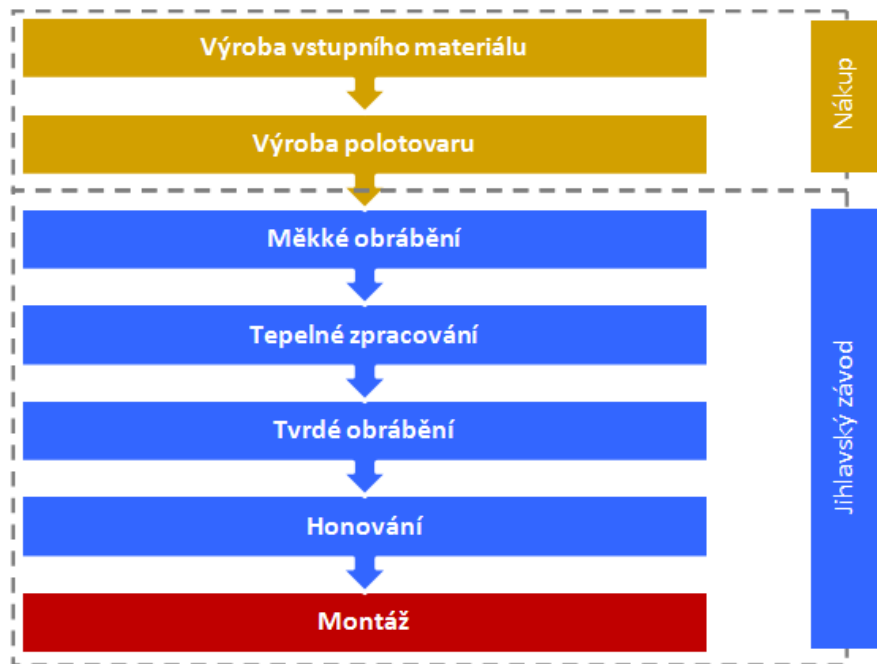 Výroba vstupního materiálu
Nákup
Výroba polotovaru
Měkké obrábění
Tepelné zpracování
Jihlavský závod
Tvrdé obrábění
Honování
Montáž